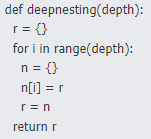 def deepnesting(depth):
  r = {}
  for i in range(depth):
    n = {}
    n[i] = r
    r = n
  return r